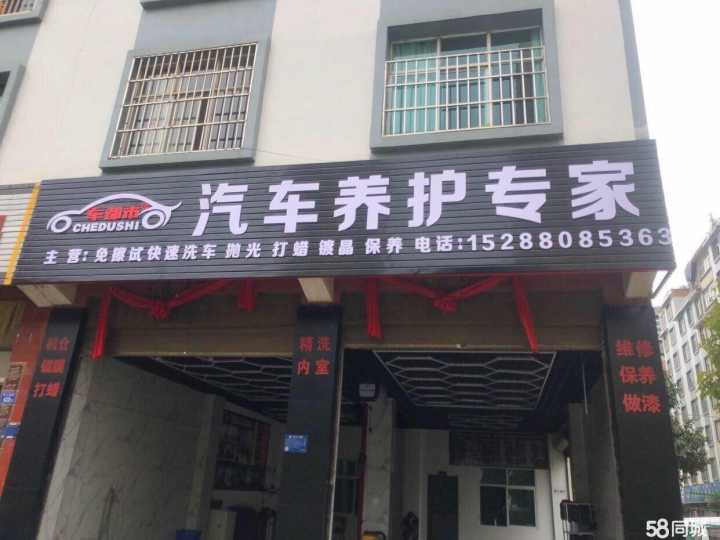 车都市
CHEDUSHI
汽车养护专家
主营:免擦试快速洗车 抛光 打蜡 镀晶 保养 电话:15288085363
打蜡
精洗
内室
维修
保养
做漆
58同城